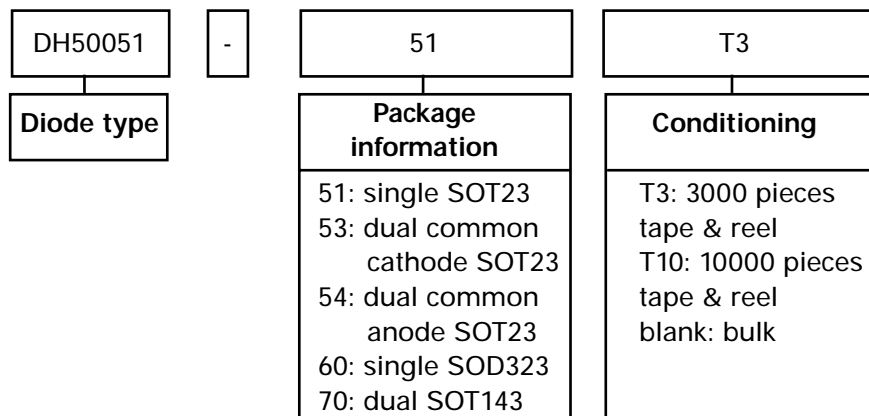 DH50051 - 51 T3
Diode type
Package
information
Conditioning
51: single SOT23
53: dual common
cathode SOT23
54: dual common
anode SOT23
60: single SOD323
70: dual SOT143
T3: 3000 pieces
tape & reel
T10: 10000 pieces
tape & reel
blank: bulk